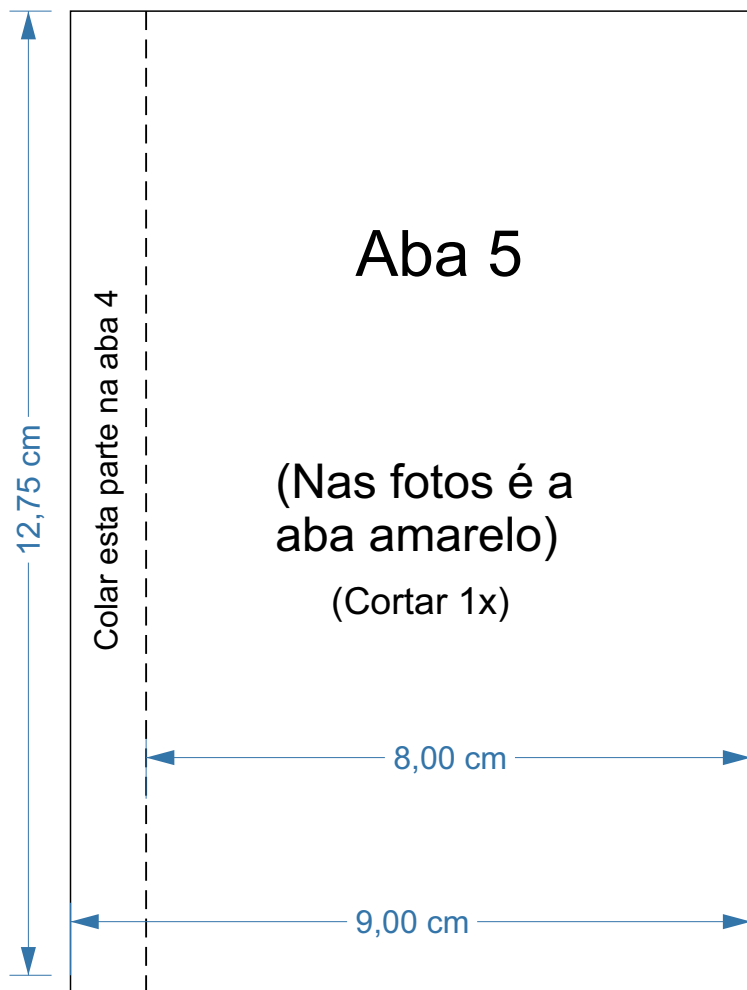 Aba 5
Colar esta parte na aba 4
12,75 cm
(Nas fotos é a
aba amarelo)
(Cortar 1x)
8,00 cm
9,00 cm